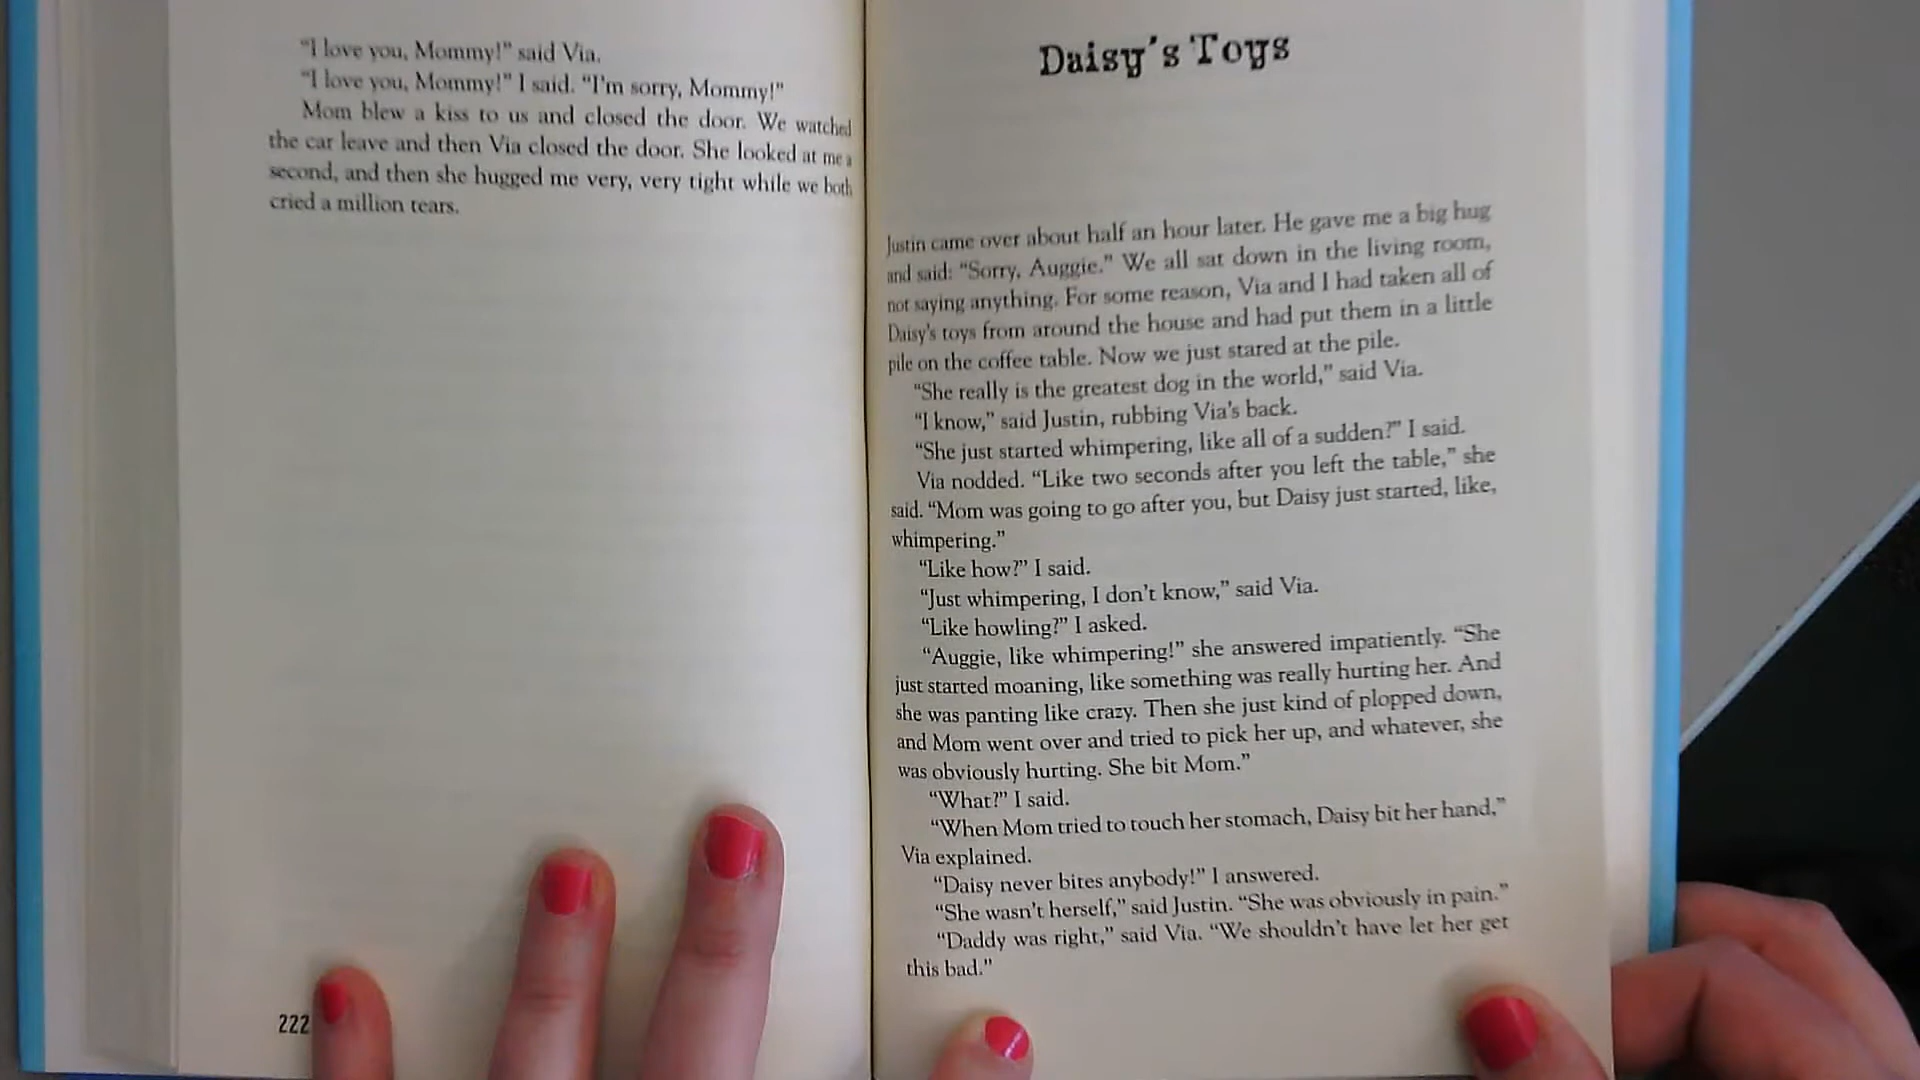 "I love you, Mommy!" said Via.
"I love you, Mommy!" I said. "I'm sorry, Mommy!"
Mom blew a kiss to us and closed the door. We watched
the car leave and then Via closed the door. She looked at me a
second, and then she hugged me very, very tight while we both
cried a million tears.
222
Daisy's Toys
Justin came over about half an hour later. He gave me a big hug
and said: "Sorry, Auggie." We all sat down in the living room,
not saying anything. For some reason, Via and I had taken all of
Daisy's toys from around the house and had put them in a little
pile on the coffee table. Now we just stared at the pile.
"She really is the greatest dog in the world," said Via.
"I know," said Justin, rubbing Via's back.
"She just started whimpering, like all of a sudden?" I said.
Via nodded. "Like two seconds after you left the table," she
said. "Mom was going to go after you, but Daisy just started, like,
whimpering."
"Like how?" I said.
"Just whimpering, I don't know," said Via.
"Like howling?" I asked.
"Auggie, like whimpering!" she answered impatiently. "She
just started moaning, like something was really hurting her. And
she was panting like crazy. Then she just kind of plopped down,
and Mom went over and tried to pick her up, and whatever, she
was obviously hurting. She bit Mom."
"What?" I said.
"When Mom tried to touch her stomach, Daisy bit her hand,"
Via explained.
"Daisy never bites anybody!" I answered.
"She wasn't herself," said Justin. "She was obviously in pain."
"Daddy was right," said Via. "We shouldn't have let her get
this bad."